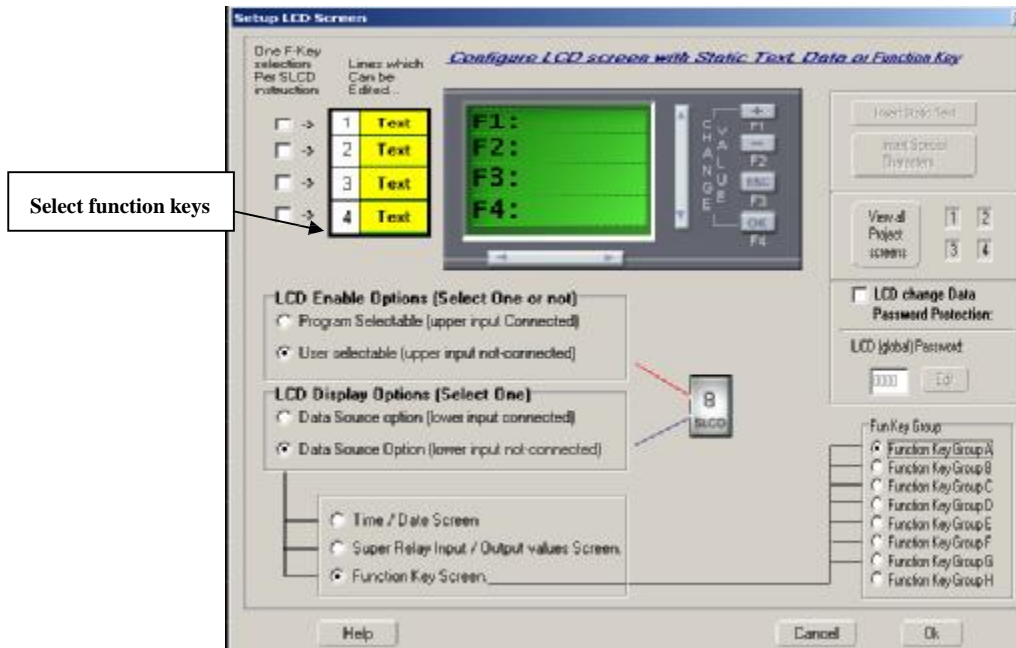 Setup LCD Screen
One F-Key
selection
Per SLCD
instruction
Lines which
Can be
Edited...
Configure LCD screen with Static Text, Data or Function Key
-> 1 Text
-> 2 Text
-> 3 Text
-> 4 Text
F1:
F2:
F3:
F4:
CHANGE
VALUE
+
F1
-
F2
ESC
F3
OK
F4
Insert Static Text
Insert Special
Characters
View all
Project
screens
1 2
3 4
Select function keys
LCD Enable Options (Select One or not)
Program Selectable (upper input Connected)
User selectable (upper input not-connected)
LCD Display Options (Select One)
Data Source option (lower input connected)
Data Source Option (lower input not-connected)
8
SLCD
LCD change Data
Password Protection:
LCD (global) Password:
0000
Edit
Time / Date Screen
Super Relay Input / Output values Screen.
Function Key Screen
Fun Key Group
Function Key Group A
Function Key Group B
Function Key Group C
Function Key Group D
Function Key Group E
Function Key Group F
Function Key Group G
Function Key Group H
Help
Cancel
Ok